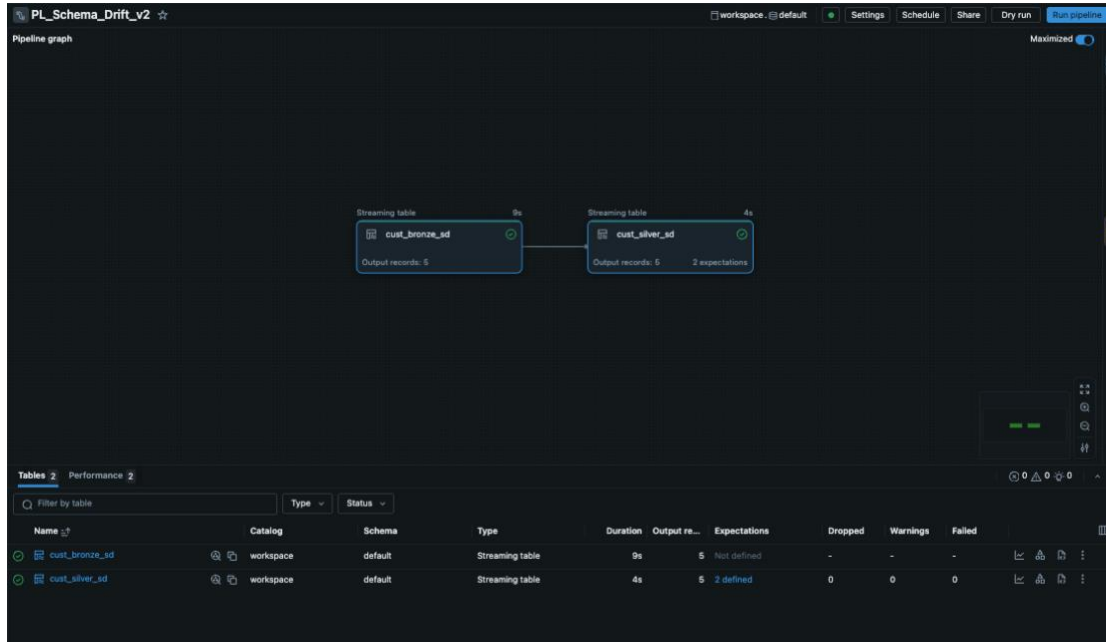 PL_Schema_Drift_v2 workspace. default Settings Schedule Share Dry run Run pipeline
Pipeline graph Maximized
Streaming table 9s Streaming table 4s
cust_bronze_sd cust_silver_sd
Output records: 5 Output records: 5 2 expectations
Tables 2 Performance 2 0 0 0
Filter by table Type Status
Name Catalog Schema Type Duration Output re... Expectations Dropped Warnings Failed
cust_bronze_sd workspace default Streaming table 9s 5 Not defined - - -
cust_silver_sd workspace default Streaming table 4s 5 2 defined 0 0 0